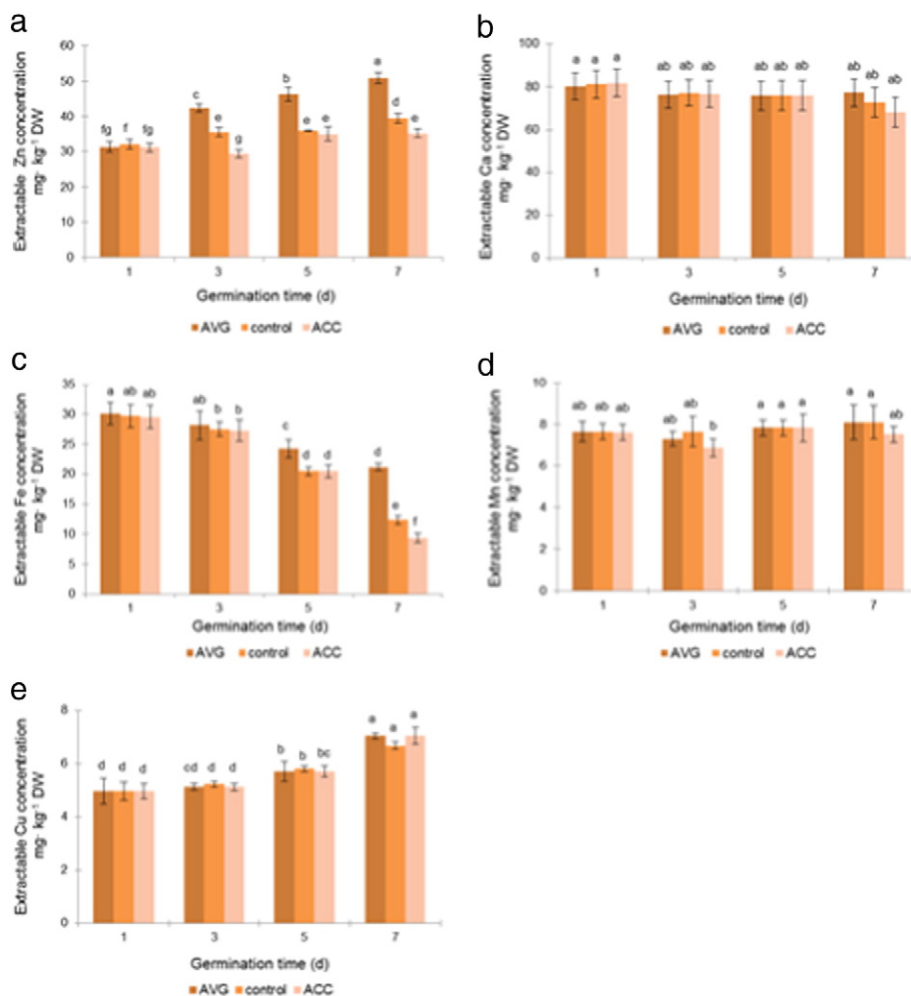 a
Extractable Zn concentration
mg· kg⁻¹ DW
60
50
40
30
20
10
0
fg f fg
c e g
b e e
a d e
1 3 5 7
Germination time (d)
AVG control ACC
b
Extractable Ca concentration
mg· kg⁻¹ DW
100
80
60
40
20
0
a a a
ab ab ab
ab ab ab
ab ab ab
1 3 5 7
Germination time (d)
AVG control ACC
c
Extractable Fe concentration
mg· kg⁻¹ DW
35
30
25
20
15
10
5
0
a ab ab
ab b b
c d d
d e f
1 3 5 7
Germination time (d)
AVG control ACC
d
Extractable Mn concentration
mg· kg⁻¹ DW
10
8
6
4
2
0
ab ab ab
ab ab b
a a a
a a ab
1 3 5 7
Germination time (d)
AVG control ACC
e
Extractable Cu concentration
mg· kg⁻¹ DW
8
6
4
2
0
d d d
cd d d
b b bc
a a a
1 3 5 7
Germination time (d)
AVG control ACC